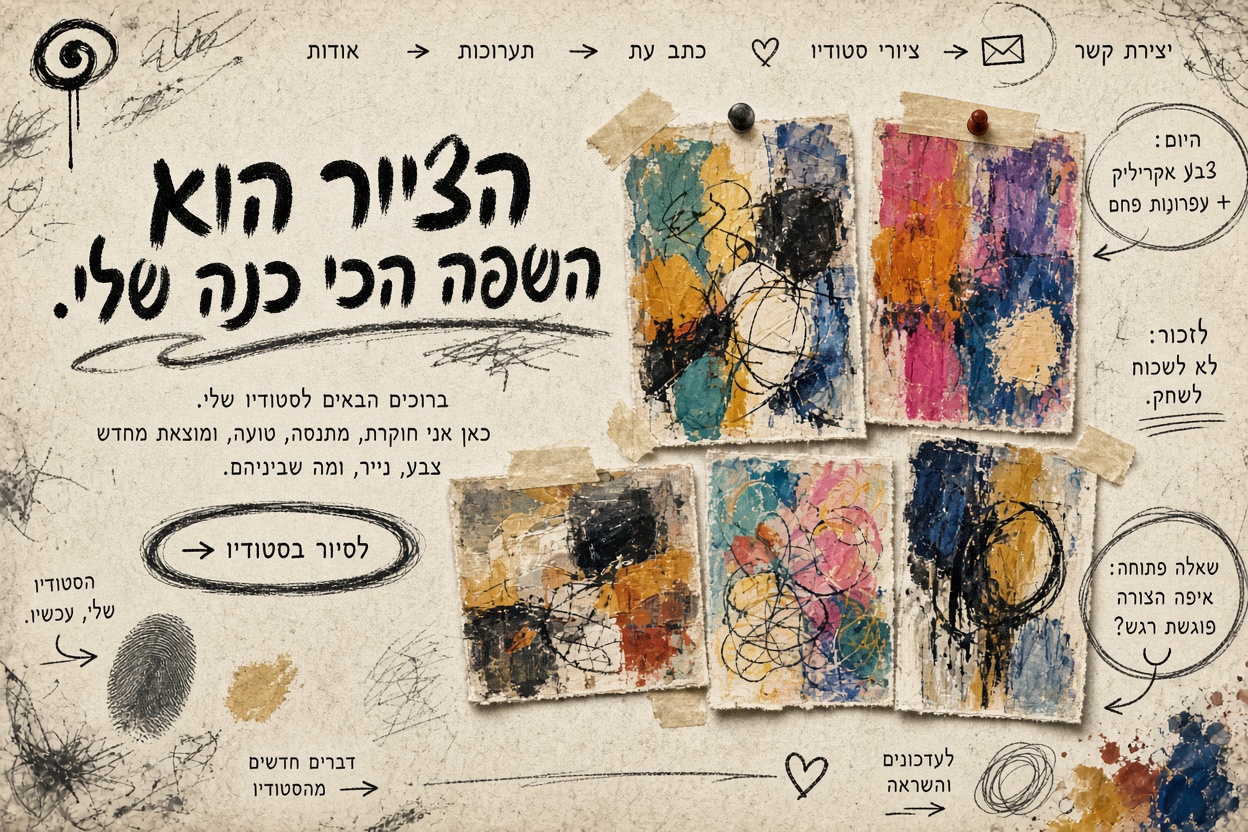 יצירת קשר
ציורי סטודיו
כתב עת
תערוכות
אודות
הציור הוא
השפה הכי כנה שלי.
ברוכים הבאים לסטודיו שלי.
כאן אני חוקרת, מתנסה, טועה, ומוצאת מחדש
צבע, נייר, ומה שביניהם.
לסיור בסטודיו
הסטודיו
שלי, עכשיו.
היום:
צבע אקריליק
+ עפרונות פחם
לזכור:
לא לשכוח
לשחק.
שאלה פתוחה:
איפה הצורה
פוגשת רגש?
לעדכונים
והשראה
דברים חדשים
מהסטודיו